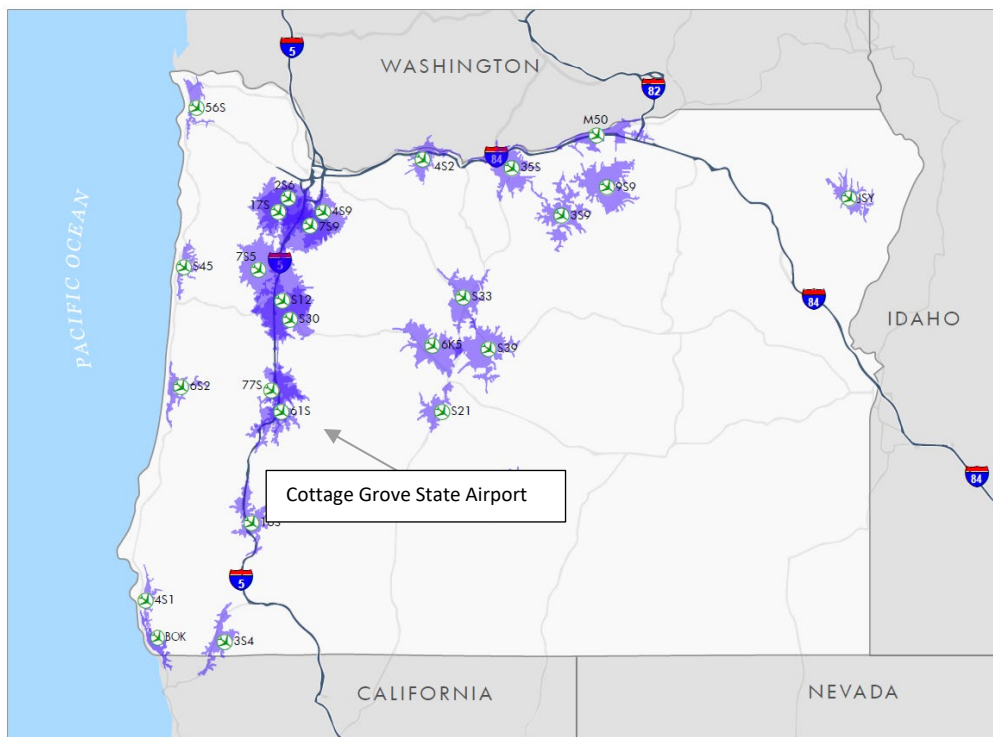 5
WASHINGTON
82
56S
M50
4S2
84
35S
2S6
9S9
17S
4S9
3S9
JSY
7S9
PACIFIC OCEAN
7S5
5
S45
S12
S33
84
S30
IDAHO
6K5
S39
6S2
77S
61S
S21
84
Cottage Grove State Airport
5
4S1
BOK
3S4
CALIFORNIA
NEVADA